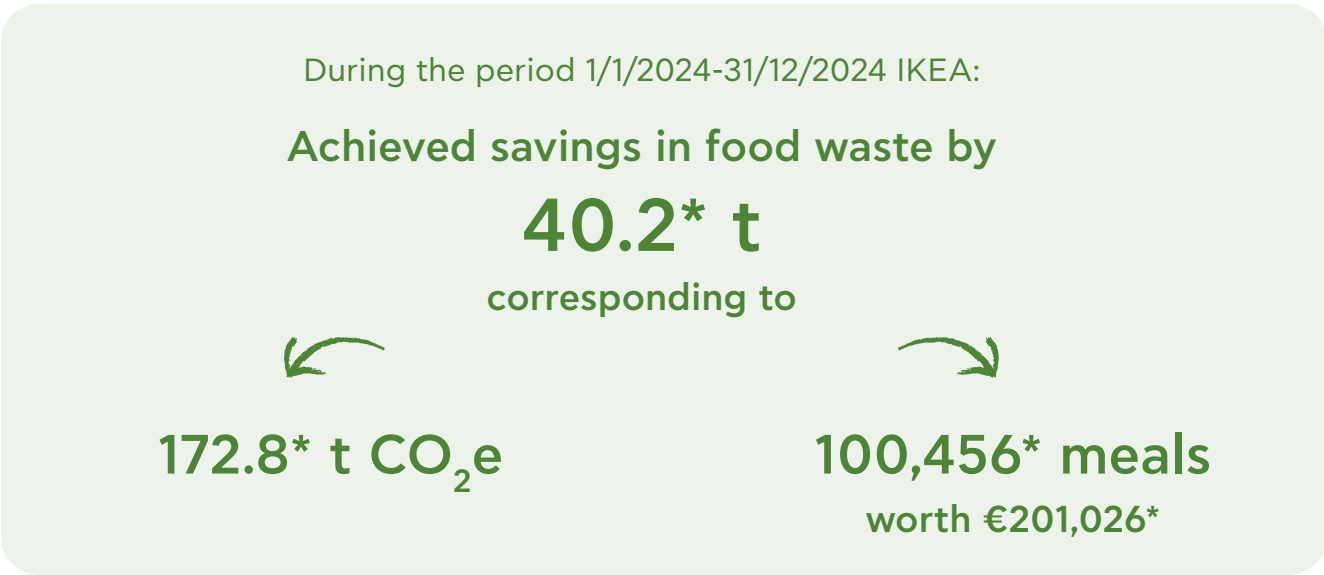 During the period 1/1/2024-31/12/2024 IKEA:
Achieved savings in food waste by
40.2* t
corresponding to
172.8* t CO₂e
100,456* meals
worth €201,026*